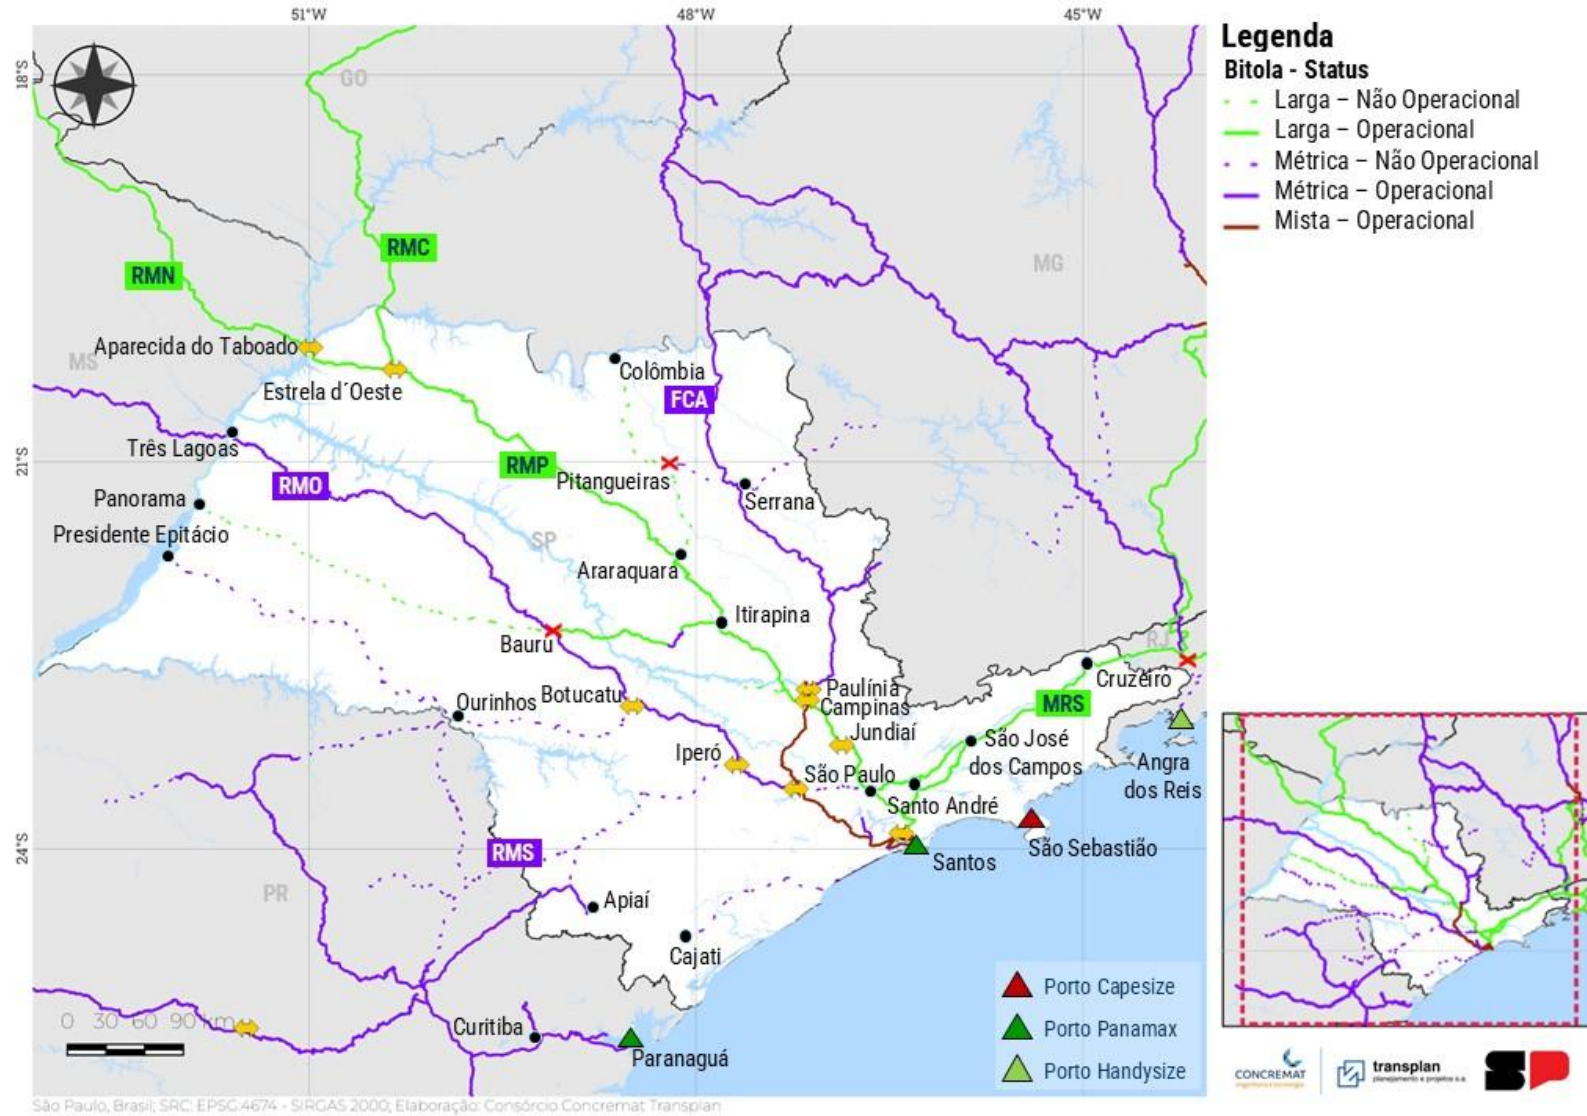 51°W
48°W
45°W
18°S
21°S
24°S
GO
RMC
RMN
MG
Aparecida do Taboado
MS
Estrela d´Oeste
Colômbia
FCA
Três Lagoas
RMP
Pitangueiras
RMO
Serrana
Panorama
Presidente Epitácio
SP
Araraquara
Itirapina
Bauru
RJ
Cruzeiro
Paulínia
Campinas
MRS
Ourinhos
Botucatu
Jundiaí
São José
dos Campos
Iperó
São Paulo
Angra
dos Reis
Santo André
São Sebastião
Santos
RMS
PR
Apiaí
Cajati
Curitiba
Paranaguá
0 30 60 90 km
Porto Capesize
Porto Panamax
Porto Handysize
São Paulo, Brasil; SRC: EPSG:4674 - SIRGAS 2000; Elaboração: Consórcio Concremat Transplan
Legenda
Bitola - Status
Larga – Não Operacional
Larga – Operacional
Métrica – Não Operacional
Métrica – Operacional
Mista – Operacional
CONCREMAT
engenharia e tecnologia
transplan
planejamento e projetos s.a.
SP